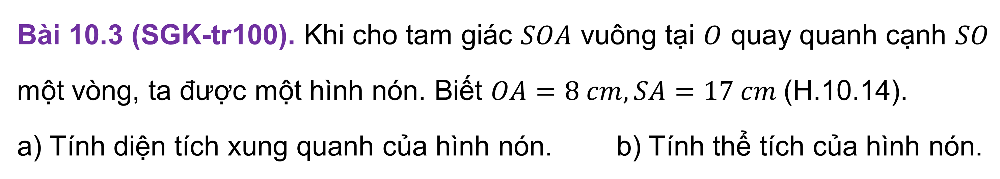 Bài 10.3 (SGK-tr100). Khi cho tam giác SOA vuông tại O quay quanh cạnh SO
một vòng, ta được một hình nón. Biết OA = 8 cm, SA = 17 cm (H.10.14).
a) Tính diện tích xung quanh của hình nón. b) Tính thể tích của hình nón.